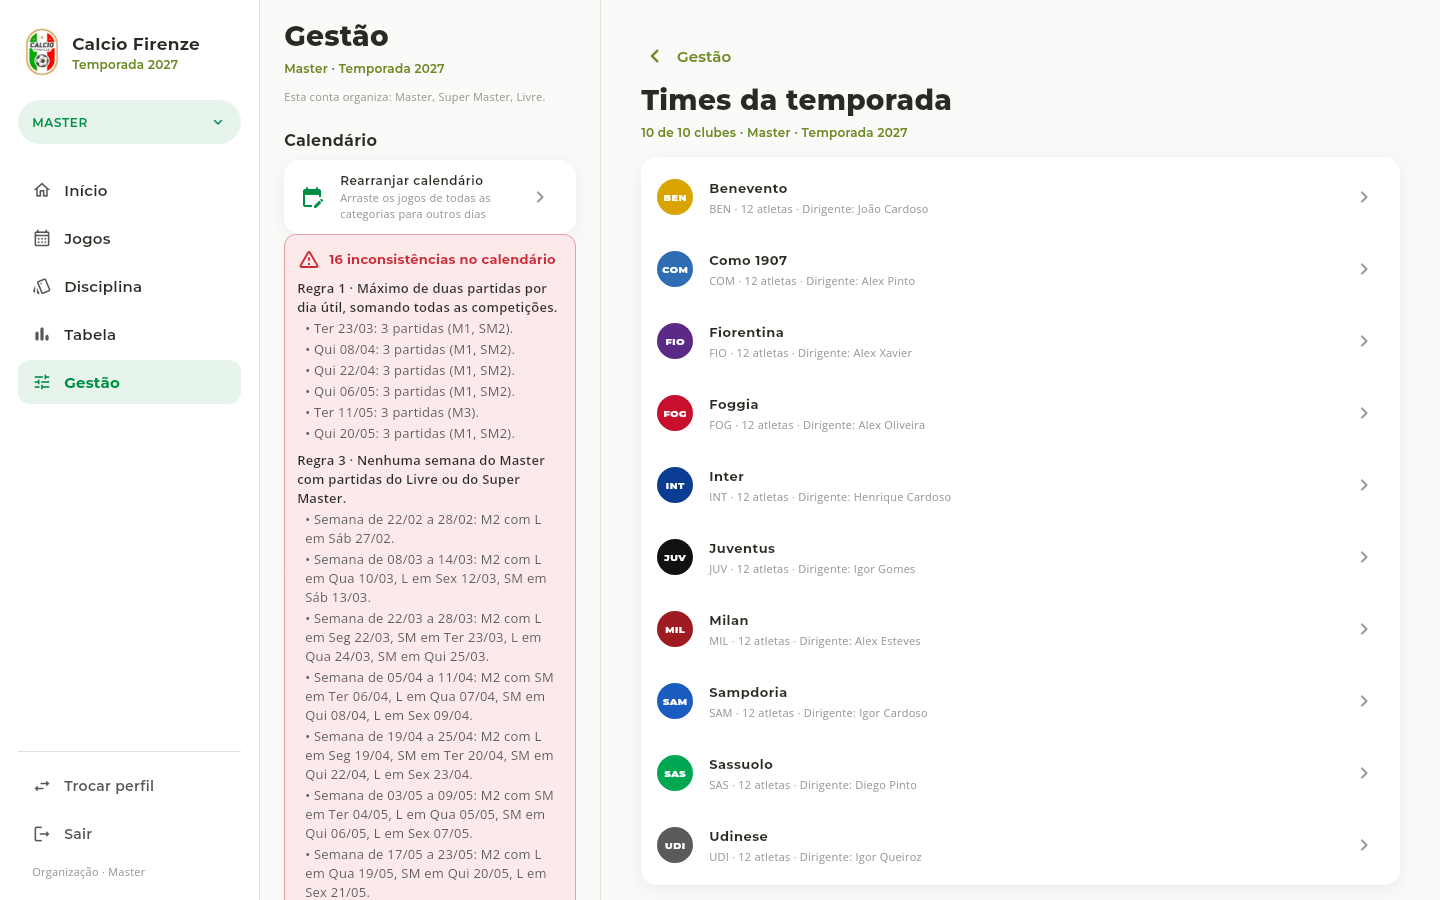 CALCIO
Calcio Firenze
Temporada 2027
MASTER
Início
Jogos
Disciplina
Tabela
Gestão
Trocar perfil
Sair
Organização · Master
Gestão
Master · Temporada 2027
Esta conta organiza: Master, Super Master, Livre.
Calendário
Rearranjar calendário
Arraste os jogos de todas as
categorias para outros dias
16 inconsistências no calendário
Regra 1 · Máximo de duas partidas por
dia útil, somando todas as competições.
• Ter 23/03: 3 partidas (M1, SM2).
• Qui 08/04: 3 partidas (M1, SM2).
• Qui 22/04: 3 partidas (M1, SM2).
• Qui 06/05: 3 partidas (M1, SM2).
• Ter 11/05: 3 partidas (M3).
• Qui 20/05: 3 partidas (M1, SM2).
Regra 3 · Nenhuma semana do Master
com partidas do Livre ou do Super
Master.
• Semana de 22/02 a 28/02: M2 com L
em Sáb 27/02.
• Semana de 08/03 a 14/03: M2 com L
em Qua 10/03, L em Sex 12/03, SM em
Sáb 13/03.
• Semana de 22/03 a 28/03: M2 com L
em Seg 22/03, SM em Ter 23/03, L em
Qua 24/03, SM em Qui 25/03.
• Semana de 05/04 a 11/04: M2 com SM
em Ter 06/04, L em Qua 07/04, SM em
Qui 08/04, L em Sex 09/04.
• Semana de 19/04 a 25/04: M2 com L
em Seg 19/04, SM em Ter 20/04, SM em
Qui 22/04, L em Sex 23/04.
• Semana de 03/05 a 09/05: M2 com SM
em Ter 04/05, L em Qua 05/05, SM em
Qui 06/05, L em Sex 07/05.
• Semana de 17/05 a 23/05: M2 com L
em Qua 19/05, SM em Qui 20/05, L em
Sex 21/05.
Gestão
Times da temporada
10 de 10 clubes · Master · Temporada 2027
BEN
Benevento
BEN · 12 atletas · Dirigente: João Cardoso
COM
Como 1907
COM · 12 atletas · Dirigente: Alex Pinto
FIO
Fiorentina
FIO · 12 atletas · Dirigente: Alex Xavier
FOG
Foggia
FOG · 12 atletas · Dirigente: Alex Oliveira
INT
Inter
INT · 12 atletas · Dirigente: Henrique Cardoso
JUV
Juventus
JUV · 12 atletas · Dirigente: Igor Gomes
MIL
Milan
MIL · 12 atletas · Dirigente: Alex Esteves
SAM
Sampdoria
SAM · 12 atletas · Dirigente: Igor Cardoso
SAS
Sassuolo
SAS · 12 atletas · Dirigente: Diego Pinto
UDI
Udinese
UDI · 12 atletas · Dirigente: Igor Queiroz